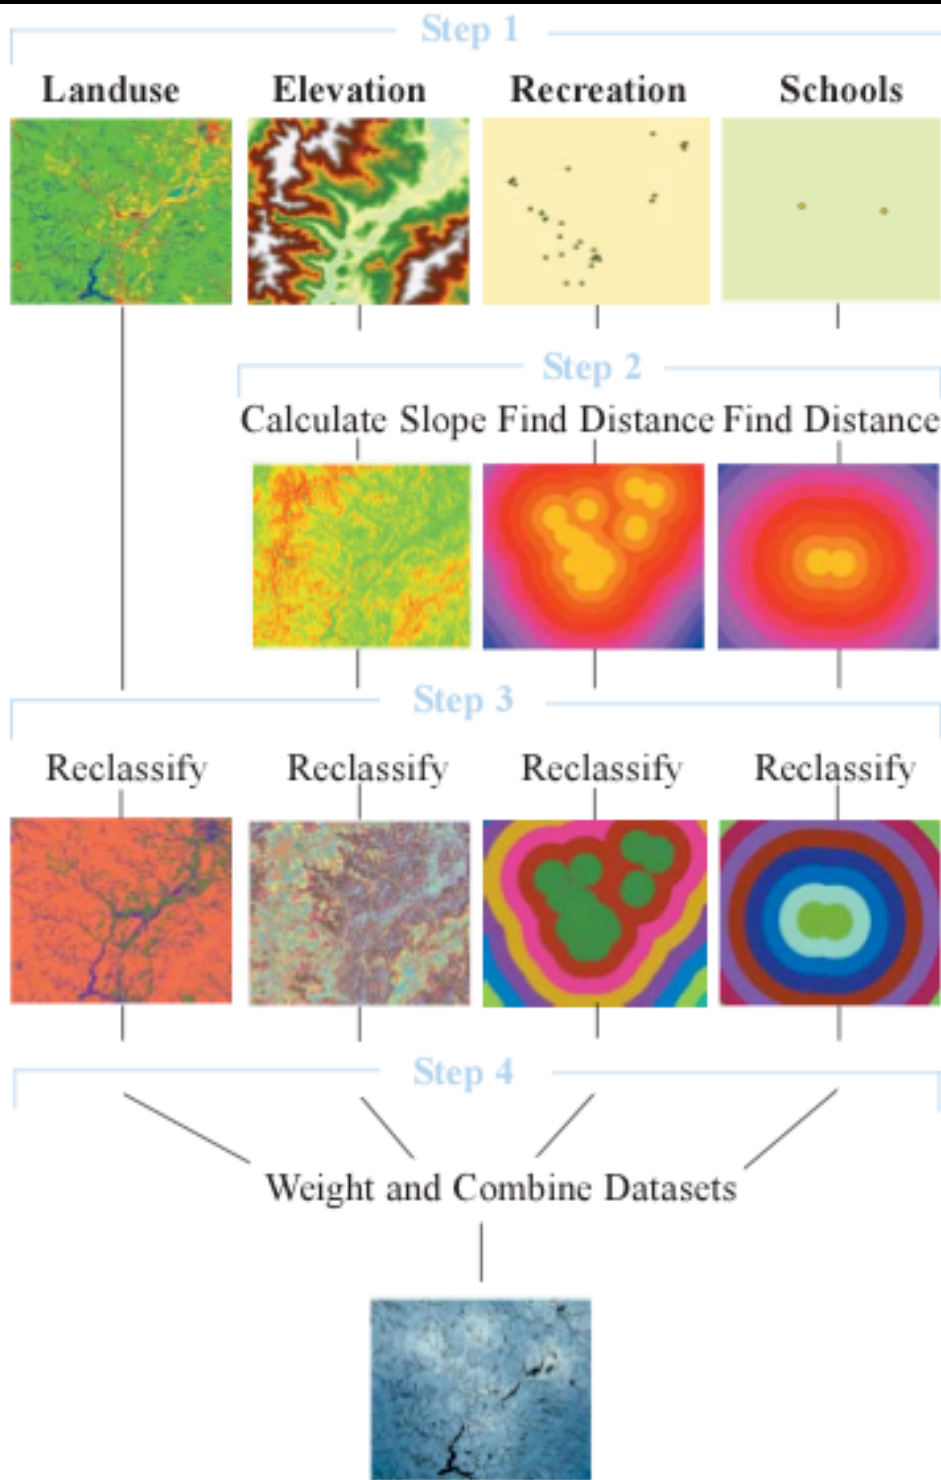 Step 1
Landuse Elevation Recreation Schools
Step 2
Calculate Slope Find Distance Find Distance
Step 3
Reclassify Reclassify Reclassify Reclassify
Step 4
Weight and Combine Datasets